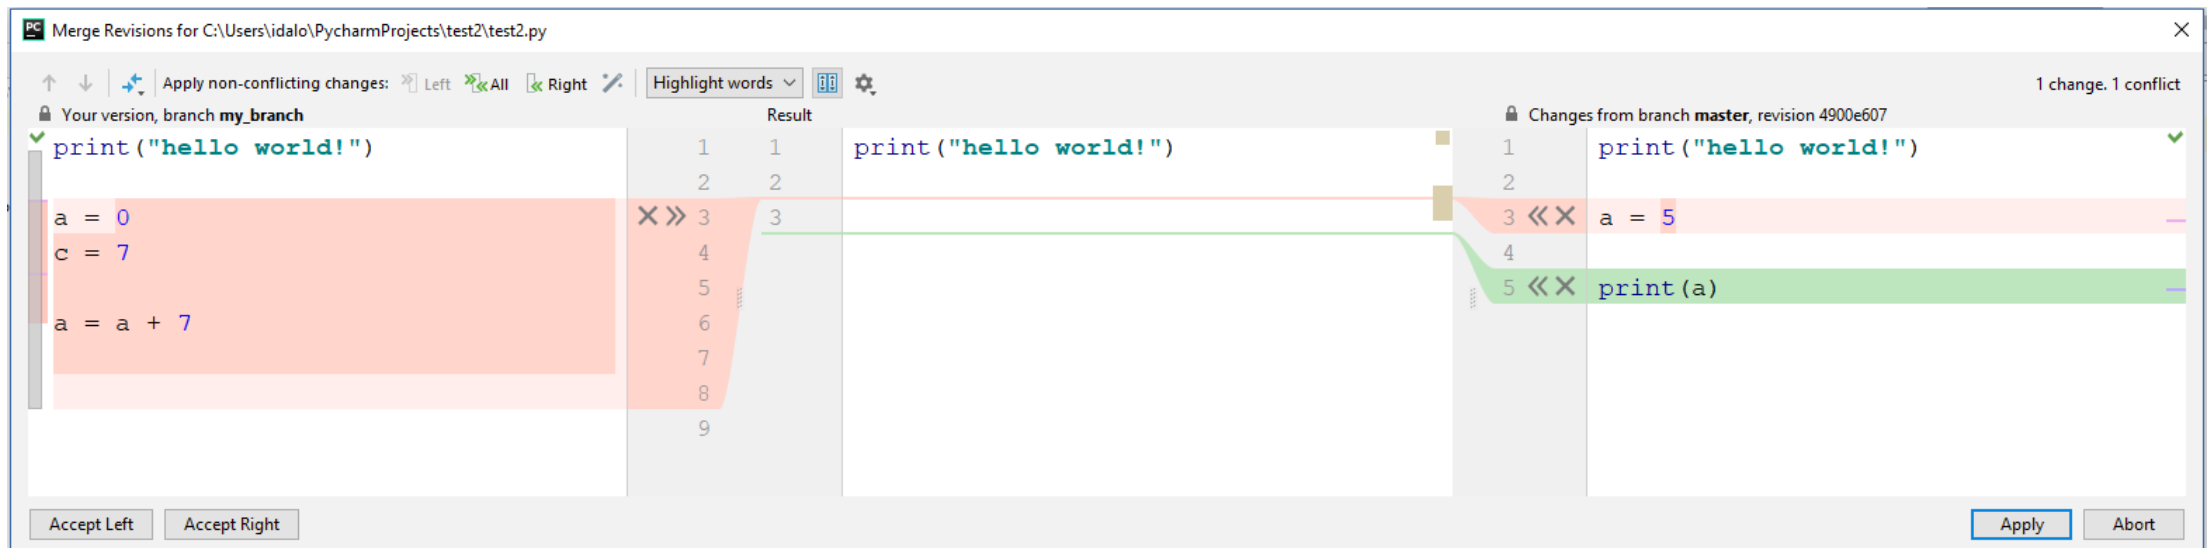 PC Merge Revisions for C:\Users\idalo\PycharmProjects\test2\test2.py
Apply non-conflicting changes: Left All Right Highlight words 1 change. 1 conflict
Your version, branch my_branch Result Changes from branch master, revision 4900e607
print("hello world!") 1 1 print("hello world!") 1 print("hello world!")
2 2 2
a = 0 3 3 3 a = 5
c = 7 4 4
5 5 print(a)
a = a + 7 6
7
8
9
Accept Left Accept Right Apply Abort